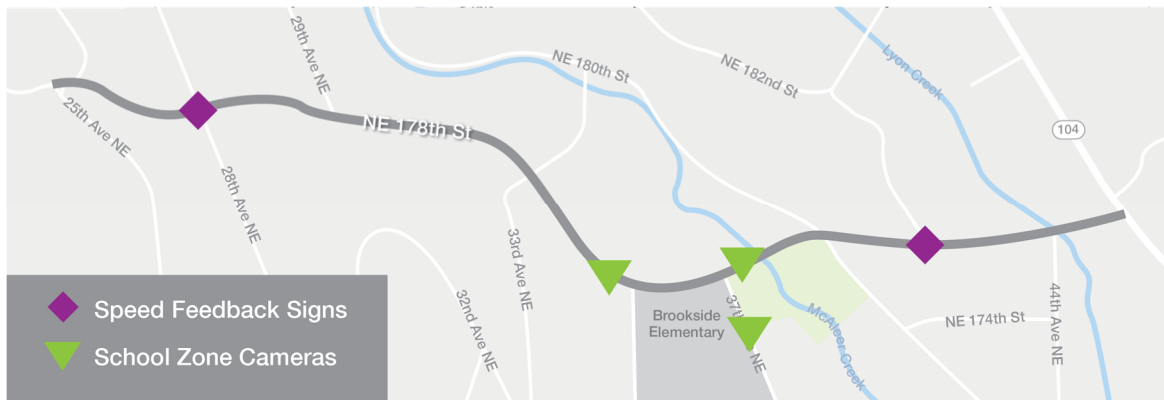 29th Ave NE
NE 180th St
NE 182nd St
Lyon Creek
104
25th Ave NE
NE 178th St
28th Ave NE
33rd Ave NE
32nd Ave NE
Brookside
Elementary
37th NE
McAleer Creek
NE 174th St
44th Ave NE
Speed Feedback Signs
School Zone Cameras